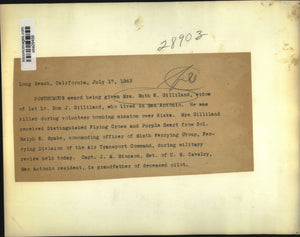 28903
Long Beach, California, July 17, 1943
POSTHUMOUS award being given Mrs. Ruth E. Gilliland, widow
of 1st Lt. Don J. Gilliland, who lived in San Antonio. He was
killed during volunteer bombing mission over Kiska. Mrs Gilliland
received Distinguished Flying Cross and Purple Heart from Col.
Ralph E. Spake, commanding officer of Sixth Ferrying Group, Fer-
rying Division of the Air Transport Command, during military
review held today. Capt. J. M. Simpson, Ret. of U. S. Cavalry,
San Antonio resident, is grandfather of deceased pilot.